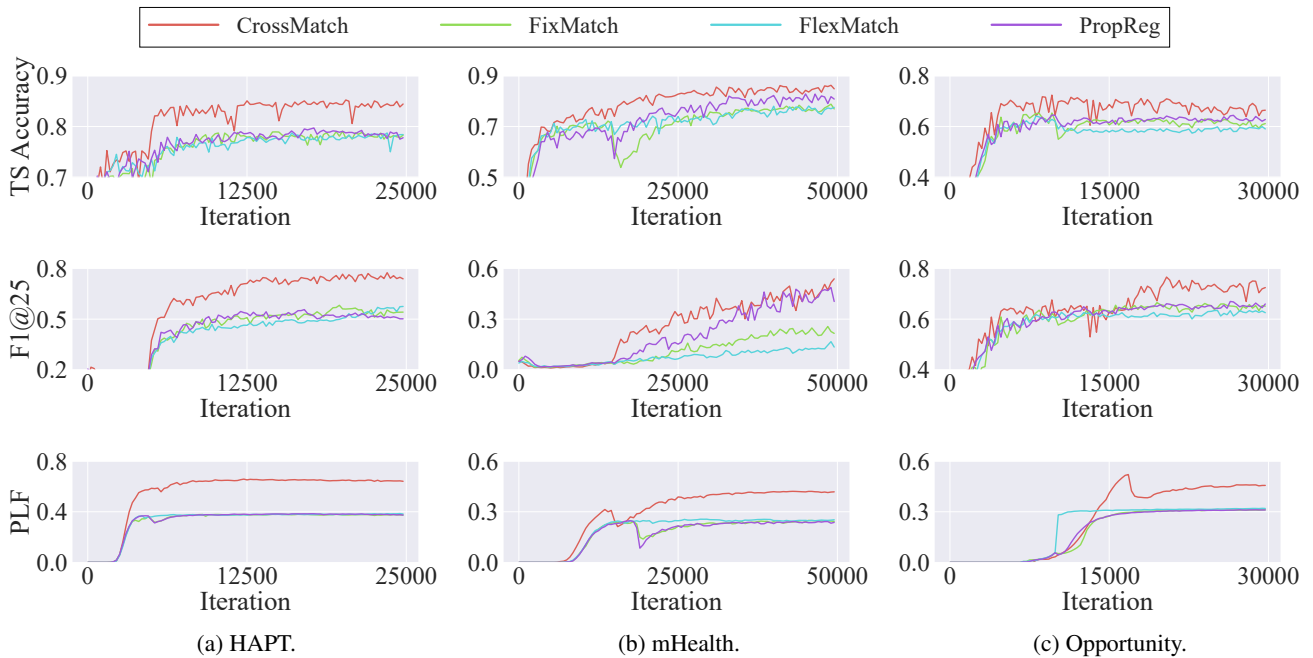 CrossMatch FixMatch FlexMatch PropReg
TS Accuracy
0.9
0.8
0.7
0 12500 25000
Iteration
0.9
0.7
0.5
0 25000 50000
Iteration
0.8
0.6
0.4
0 15000 30000
Iteration
F1@25
0.8
0.5
0.2
0 12500 25000
Iteration
0.6
0.3
0.0
0 25000 50000
Iteration
0.8
0.6
0.4
0 15000 30000
Iteration
PLF
0.8
0.4
0.0
0 12500 25000
Iteration
0.6
0.3
0.0
0 25000 50000
Iteration
0.6
0.3
0.0
0 15000 30000
Iteration
(a) HAPT.
(b) mHealth.
(c) Opportunity.